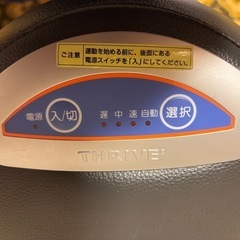 ご注意 運動を始める前に、後面にある
電源スイッチを「入」にしてください。
電源 入/切 遅 中 速 自動 選択
THRIVE